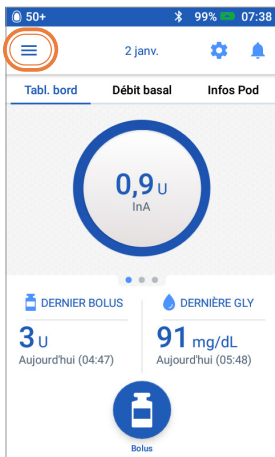 50+ 99% 07:38
2 janv.
Tabl. bord Débit basal Infos Pod
0,9 U
InA
DERNIER BOLUS DERNIÈRE GLY
3 U 91 mg/dL
Aujourd'hui (04:47) Aujourd'hui (05:48)
Bolus